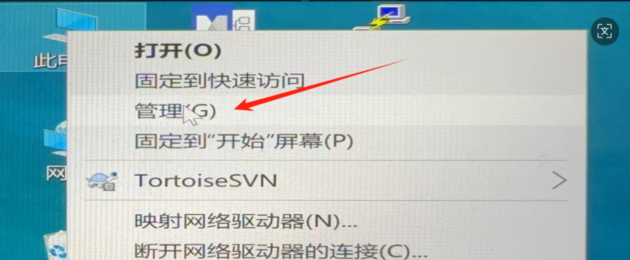 此电
打开(O)
固定到快速访问
管理(G)
固定到"开始"屏幕(P)
网
TortoiseSVN
映射网络驱动器(N)...
断开网络驱动器的连接(C)...